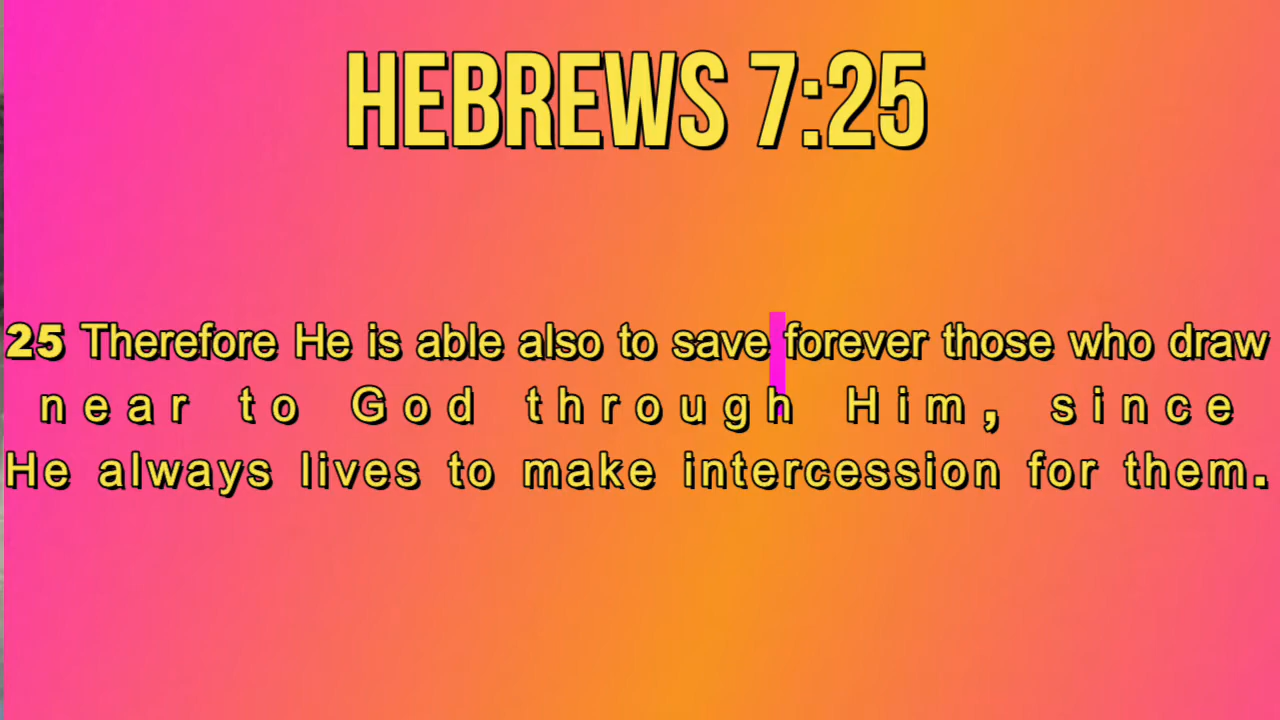 HEBREWS 7:25
25 Therefore He is able also to save forever those who draw
near to God through Him, since
He always lives to make intercession for them.